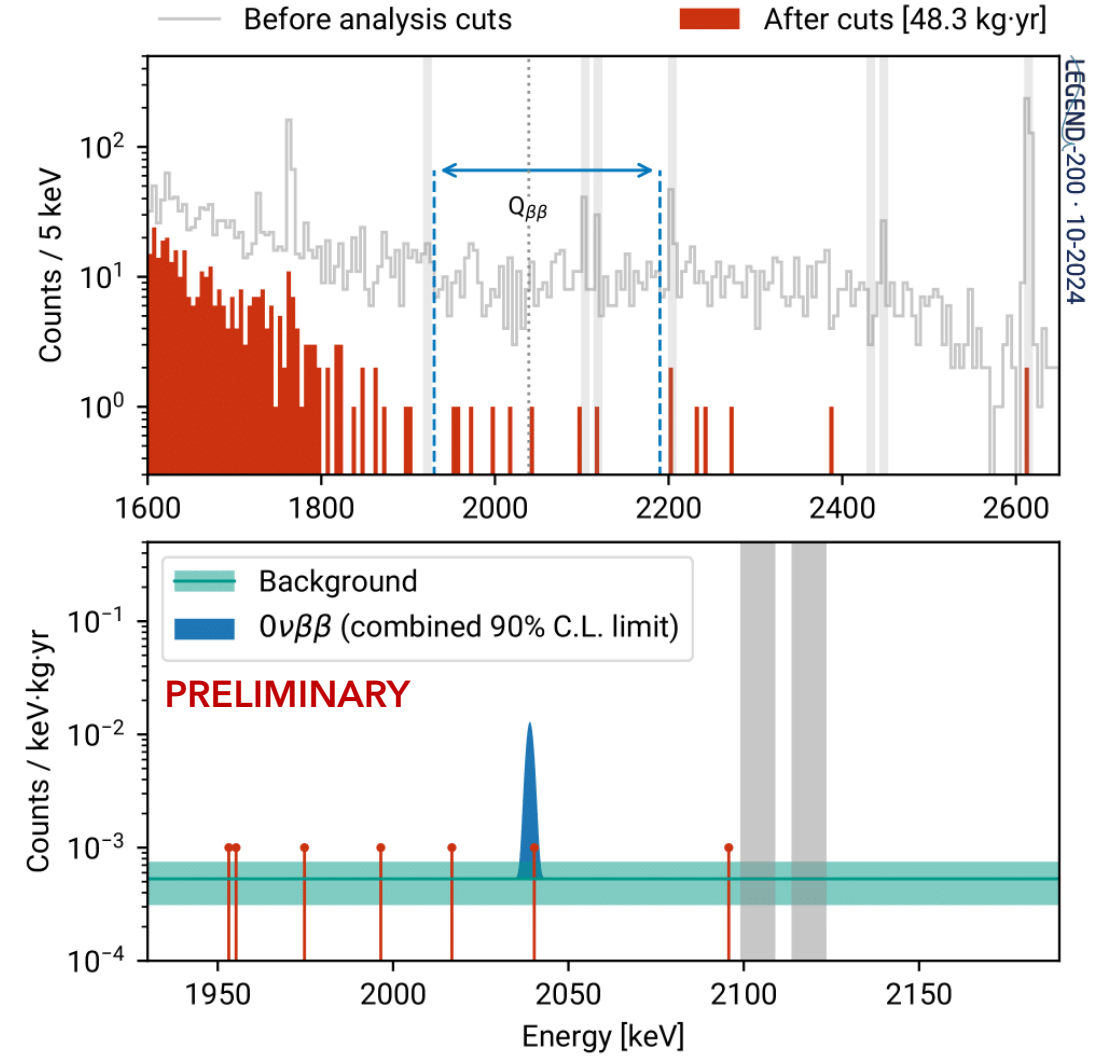 Before analysis cuts
After cuts [48.3 kg·yr]
LEGEND-200 · 10-2024
Counts / 5 keV
10²
10¹
10⁰
Qββ
1600 1800 2000 2200 2400 2600
Background
0νββ (combined 90% C.L. limit)
PRELIMINARY
Counts / keV·kg·yr
10⁻¹
10⁻²
10⁻³
10⁻⁴
1950 2000 2050 2100 2150
Energy [keV]